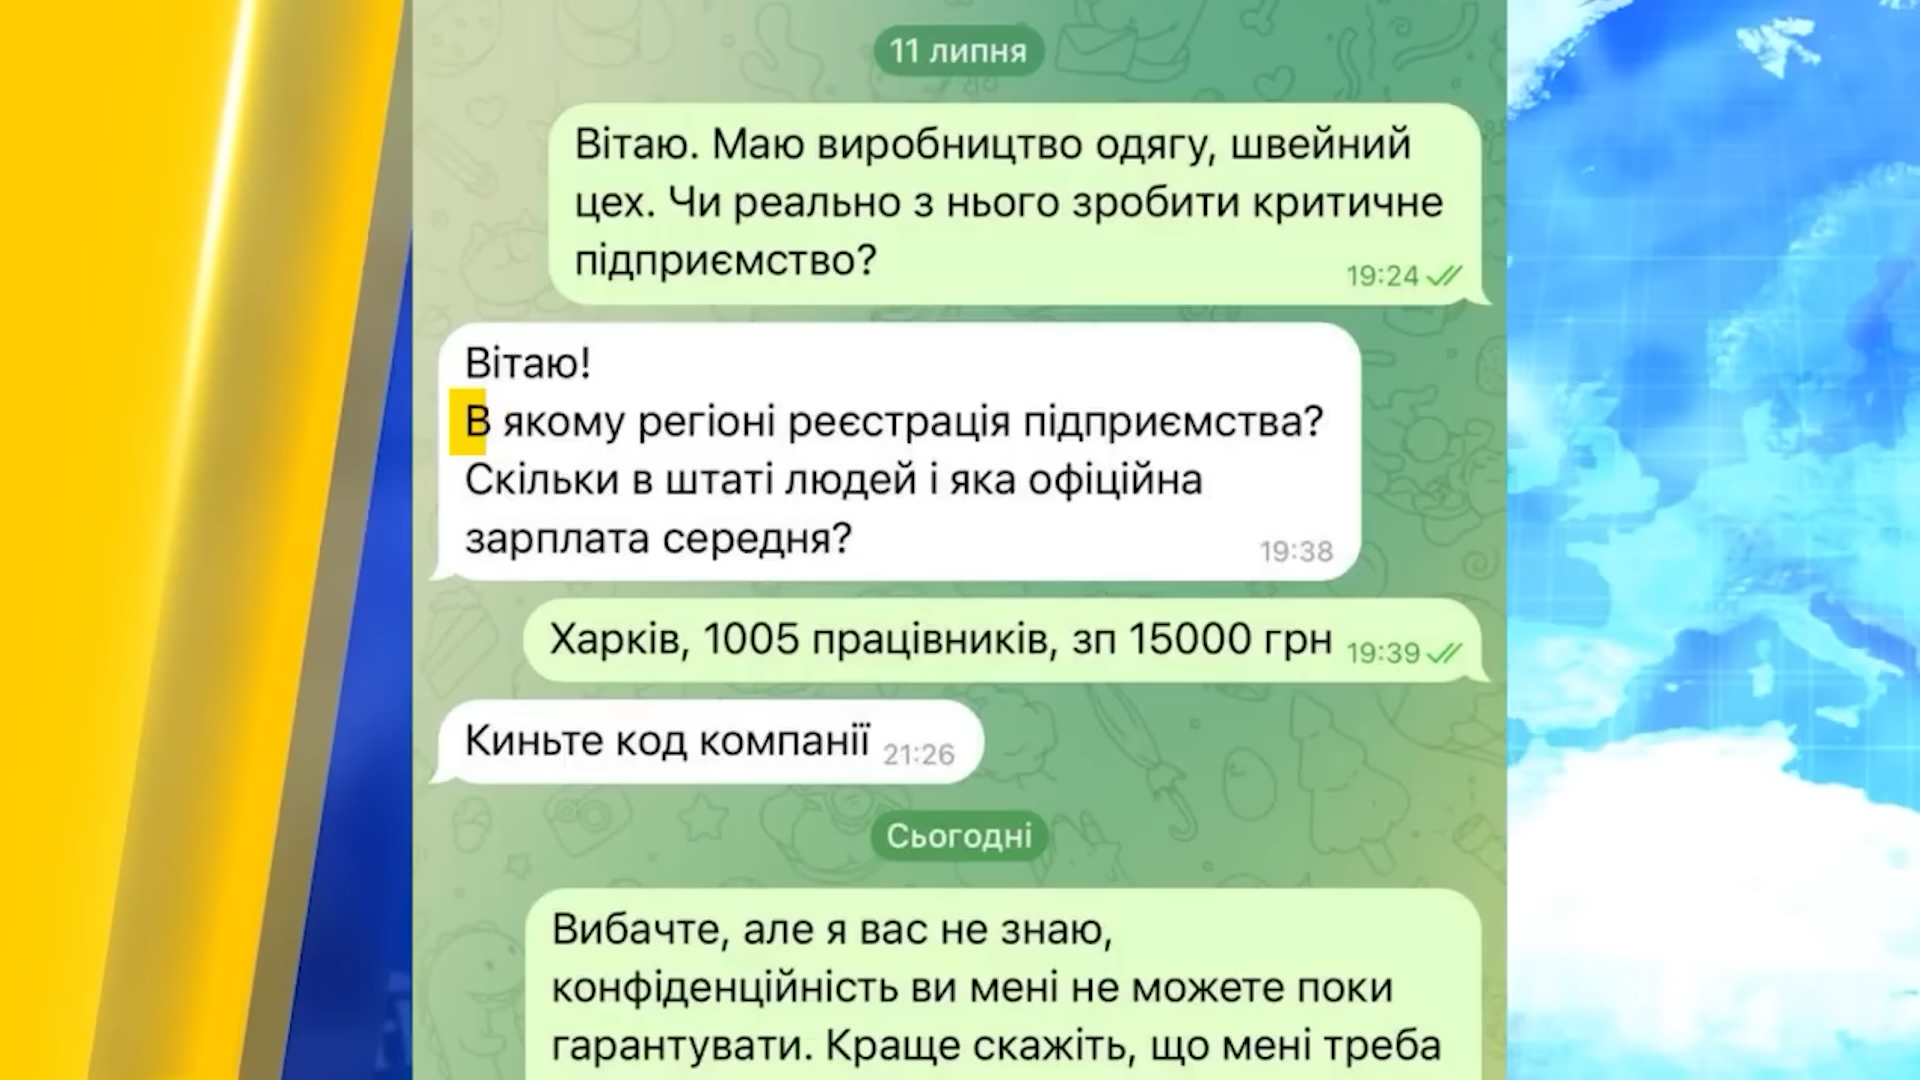 11 липня
Вітаю. Маю виробництво одягу, швейний
цех. Чи реально з нього зробити критичне
підприємство?
19:24
Вітаю!
В якому регіоні реєстрація підприємства?
Скільки в штаті людей і яка офіційна
зарплата середня?
19:38
Харків, 1005 працівників, зп 15000 грн 19:39
Киньте код компанії 21:26
Сьогодні
Вибачте, але я вас не знаю,
конфіденційність ви мені не можете поки
гарантувати. Краще скажіть, що мені треба